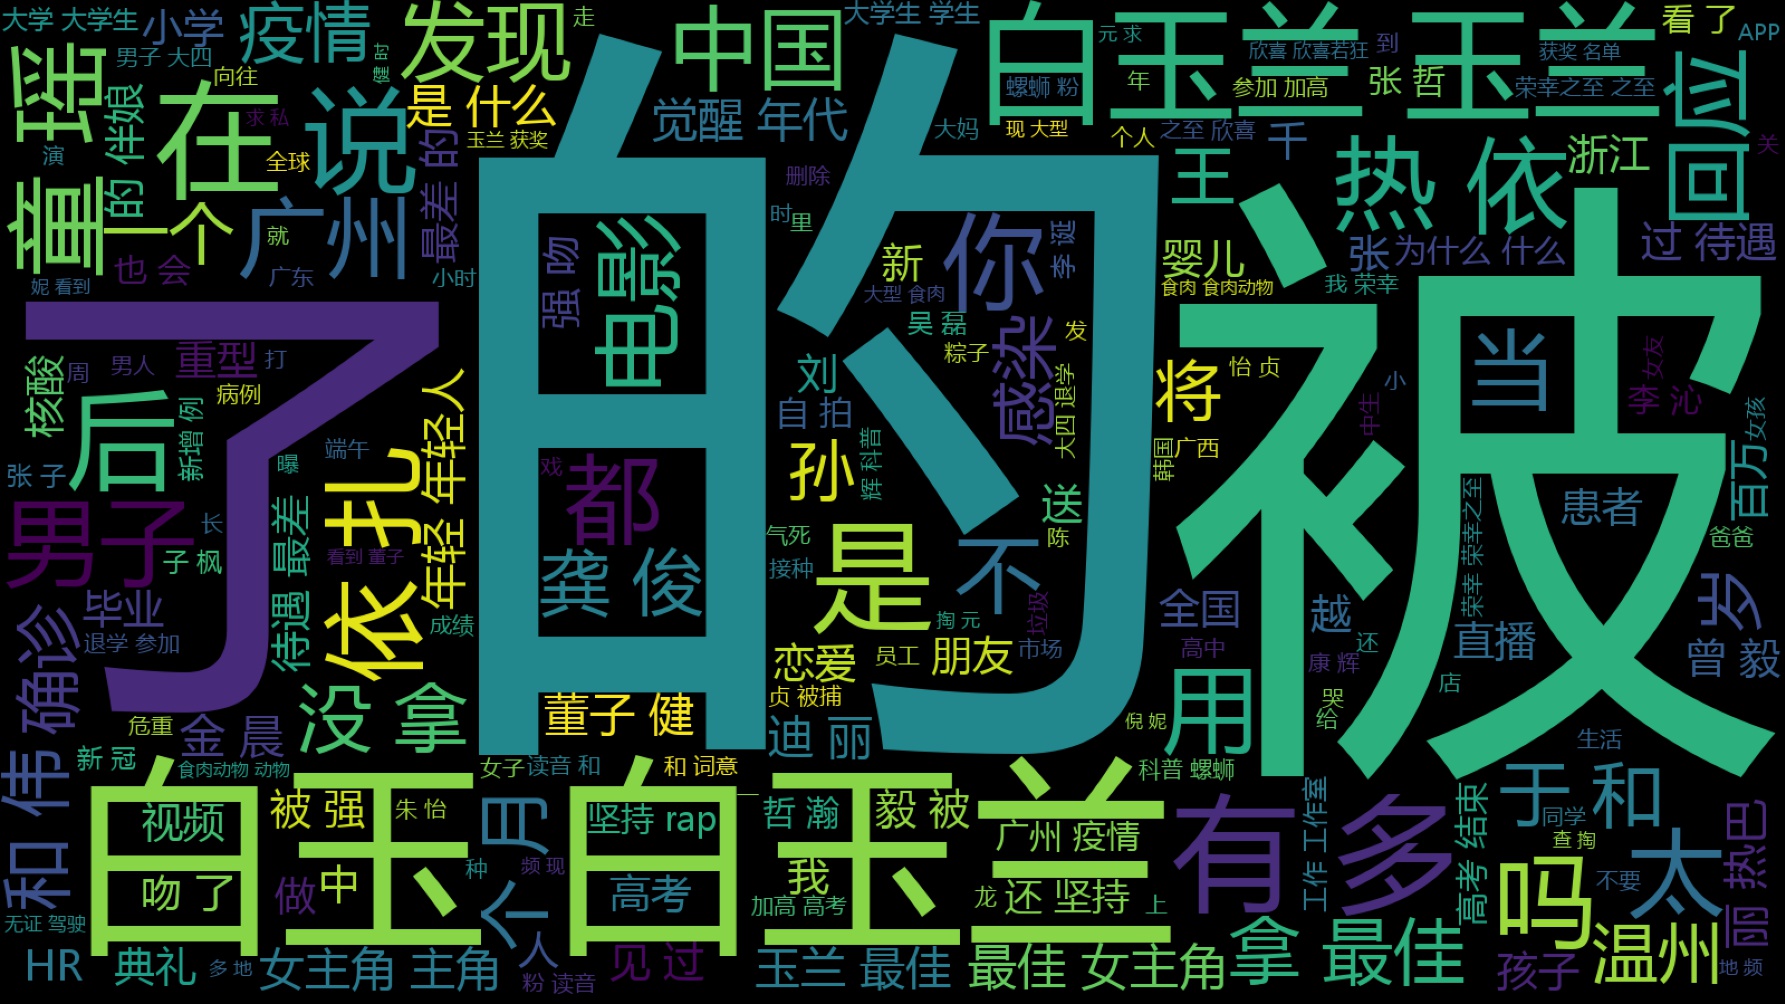 大学 大学生
小学
疫情
发现
走
中国
大学生 学生
白玉兰 玉兰
元 求
欣喜 欣喜若狂
到
获奖 名单
看 了
APP
瑶
男子 大四
向往
健 时
是 什么
觉醒 年代
螺蛳 粉
年
参加 加高
张 哲
荣幸之至 之至
回应
的 伴娘
在
求 私
说
玉兰 获奖
大妈
现 大型
个人
之至 欣喜
千
热 依
浙江
关
演
全球
最差 的
删除
王
童
一个
广州
就
时
里
你
李 诞
新
婴儿
张
为什么 什么
过 待遇
也 会
广东
小时
强 吻
电影
大型 食肉
食肉 食肉动物
我 荣幸
妮 看到
的
被
了
吴 磊
发
感染
粽子
当
李 沁
女友
核酸
周
男人
重型
打
病例
刘
自 拍
将
怡 贞
小
中生
女孩
后
新增 例
年轻 年轻人
大四 退学
韩国
广西
百万
张 子
曝
端午
扎
戏
都
孙
辉 科普
送
患者
爸爸
男子
长
待遇 最差
子 枫
看到 董子
依
龚 俊
气死
接种
是
不
陈
荣幸 荣幸之至
岁
毕业
退学 参加
成绩
掏 元
垃圾
全国
越
还
直播
曾 毅
确诊
恋爱
员工
朋友
市场
高中
康 辉
店
没 拿
董子 健
贞 被捕
用
哭
给
危重
金 晨
迪 丽
倪 妮
生活
和 伟
新 冠
食肉动物 动物
女子
读音 和
和 词意
科普 螺蛳
白玉 白玉兰
视频
被 强
朱 怡
月
坚持 rap
一
哲 瀚
毅 被
广州 疫情
有
工作 工作室
多
高考 结束
于 和
同学
查 掏
太
丽 热巴
吻 了
做
中
种
频 现
个
高考
我
加高 高考
龙
还 坚持
上
吗
不要
无证 驾驶
HR
典礼
多 地
女主角 主角
人
粉 读音
见 过
玉兰 最佳
最佳 女主角
拿
最佳
孩子
温州
地 频